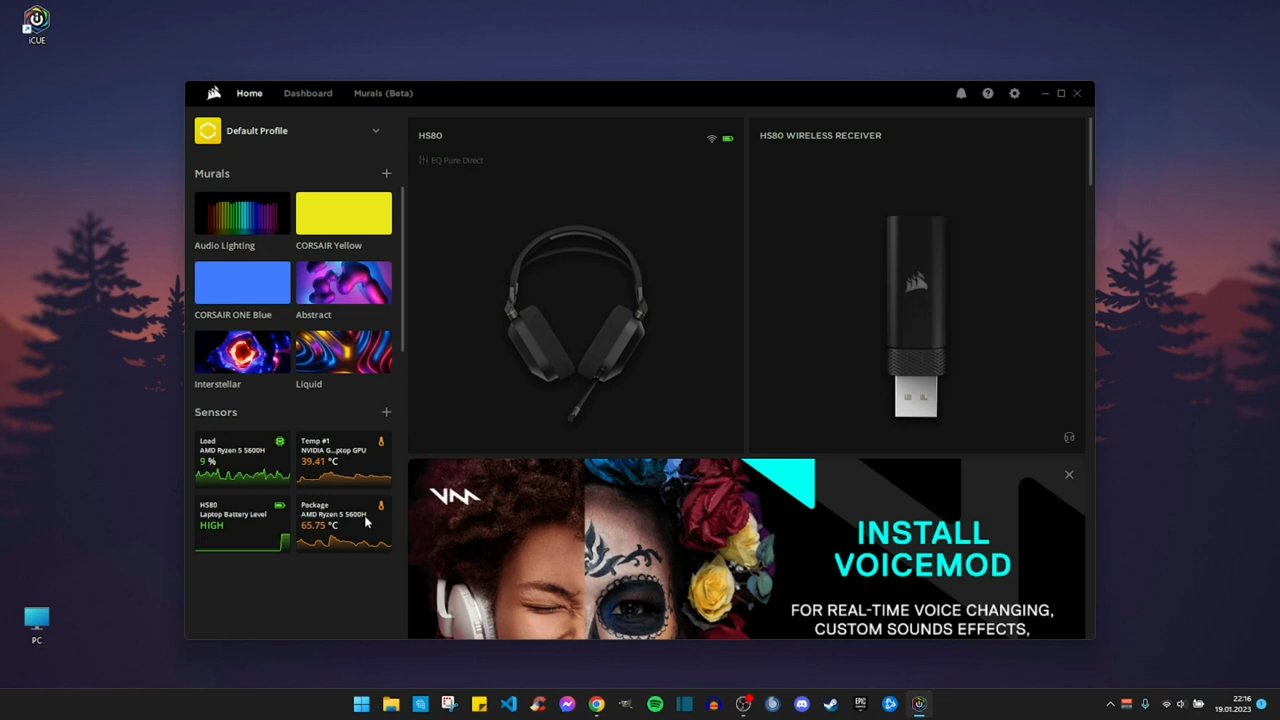 iCUE
Home
Dashboard
Murals (Beta)
Default Profile
Murals
Audio Lighting
CORSAIR Yellow
CORSAIR ONE Blue
Abstract
Interstellar
Liquid
Sensors
Load
AMD Ryzen 5 5600H
9 %
Temp #1
NVIDIA G...ptop GPU
39.41 °C
HS80
Laptop Battery Level
HIGH
Package
AMD Ryzen 5 5600H
65.75 °C
HS80
EQ Pure Direct
HS80 WIRELESS RECEIVER
VM
INSTALL
VOICEMOD
FOR REAL-TIME VOICE CHANGING,
CUSTOM SOUNDS EFFECTS,
PC
EPIC
22:16
19.01.2023